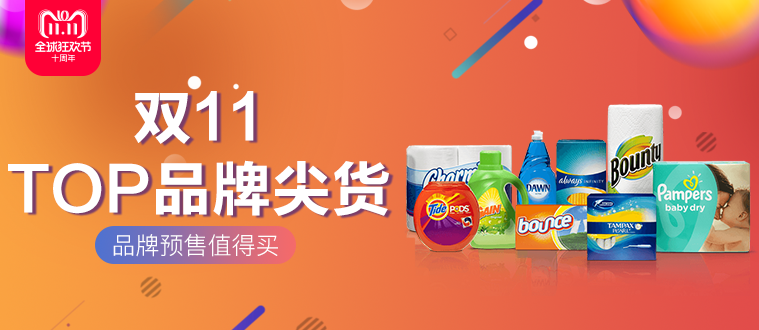 11.11
全球狂欢节
十周年
双11
TOP品牌尖货
品牌预售值得买
Charmin
Tide PODS
GAIN
DAWN
always INFINITY
Bounty
bounce
TAMPAX
PEARL
Pampers
baby dry